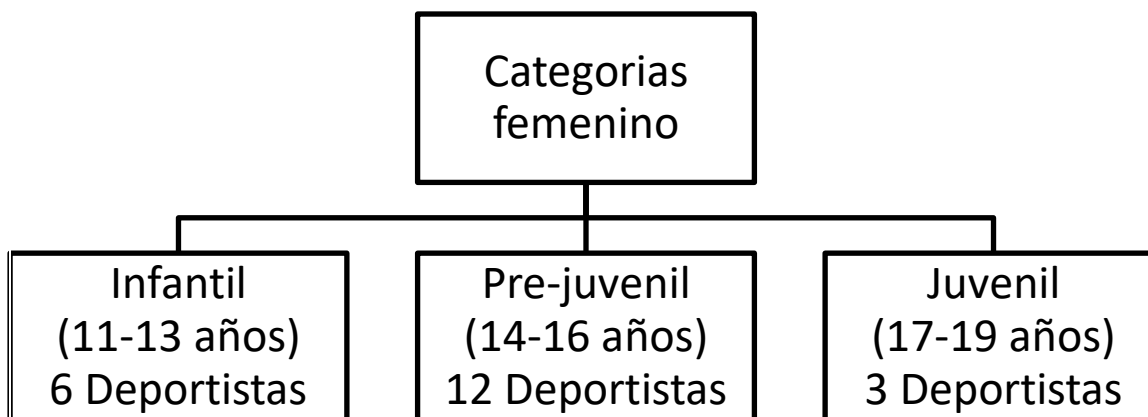 Categorias
femenino
Infantil
(11-13 años)
6 Deportistas
Pre-juvenil
(14-16 años)
12 Deportistas
Juvenil
(17-19 años)
3 Deportistas